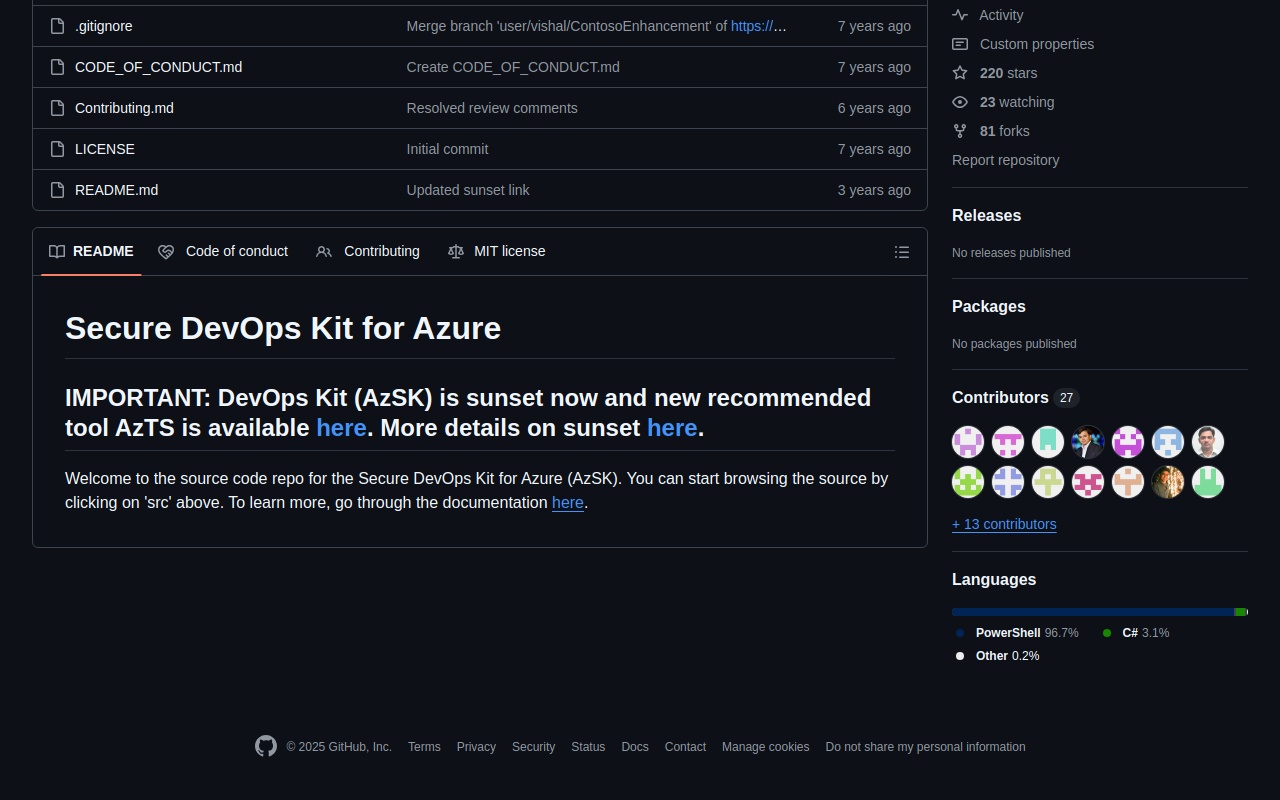 .gitignore
Merge branch 'user/vishal/ContosoEnhancement' of https://…
7 years ago
CODE_OF_CONDUCT.md
Create CODE_OF_CONDUCT.md
7 years ago
Contributing.md
Resolved review comments
6 years ago
LICENSE
Initial commit
7 years ago
README.md
Updated sunset link
3 years ago
README
Code of conduct
Contributing
MIT license
Secure DevOps Kit for Azure
IMPORTANT: DevOps Kit (AzSK) is sunset now and new recommended
tool AzTS is available here. More details on sunset here.
Welcome to the source code repo for the Secure DevOps Kit for Azure (AzSK). You can start browsing the source by
clicking on 'src' above. To learn more, go through the documentation here.
Activity
Custom properties
220 stars
23 watching
81 forks
Report repository
Releases
No releases published
Packages
No packages published
Contributors 27
+ 13 contributors
Languages
PowerShell 96.7%
C# 3.1%
Other 0.2%
© 2025 GitHub, Inc.
Terms
Privacy
Security
Status
Docs
Contact
Manage cookies
Do not share my personal information